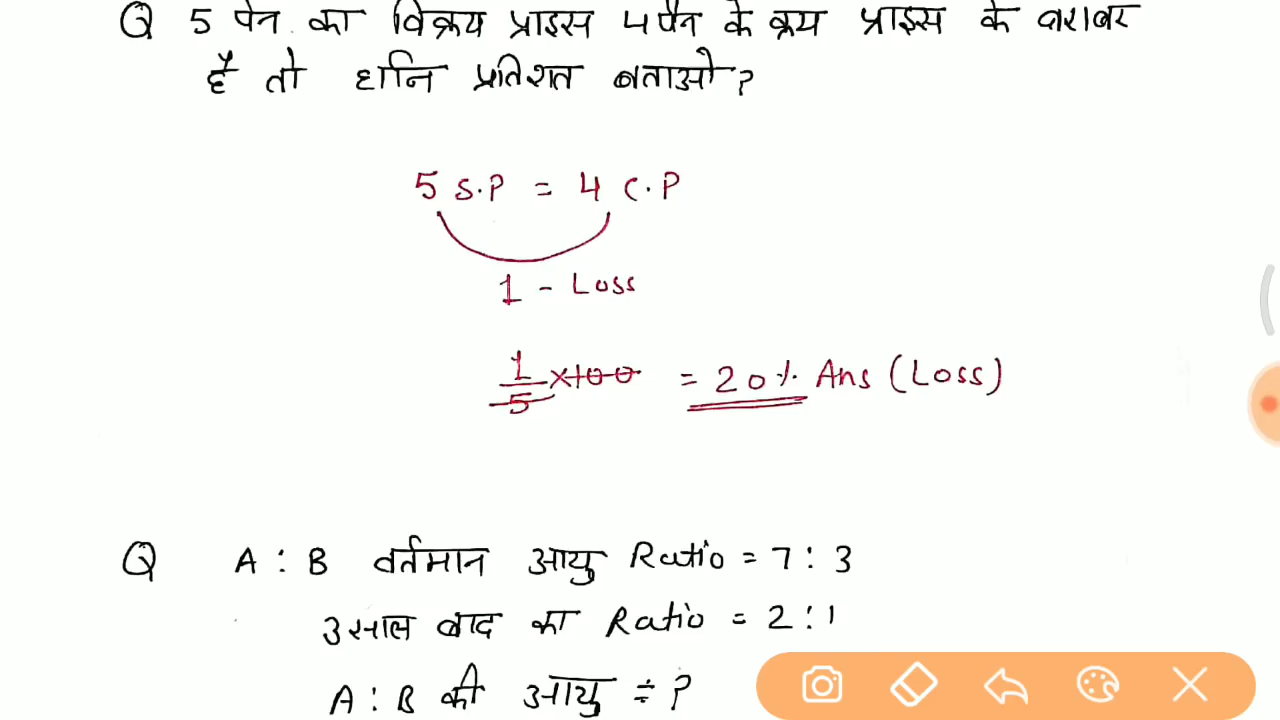 Q 5 पेन का विक्रय प्राइस 4 पेन के क्रय प्राइस के बराबर
है तो हानि प्रतिशत बताओ?
5 S.P = 4 C.P
1 - Loss
1/5 ×100 = 20% Ans (Loss)
Q A : B वर्तमान आयु Ratio = 7 : 3
3 साल बाद का Ratio = 2 : 1
A : B की आयु = ?